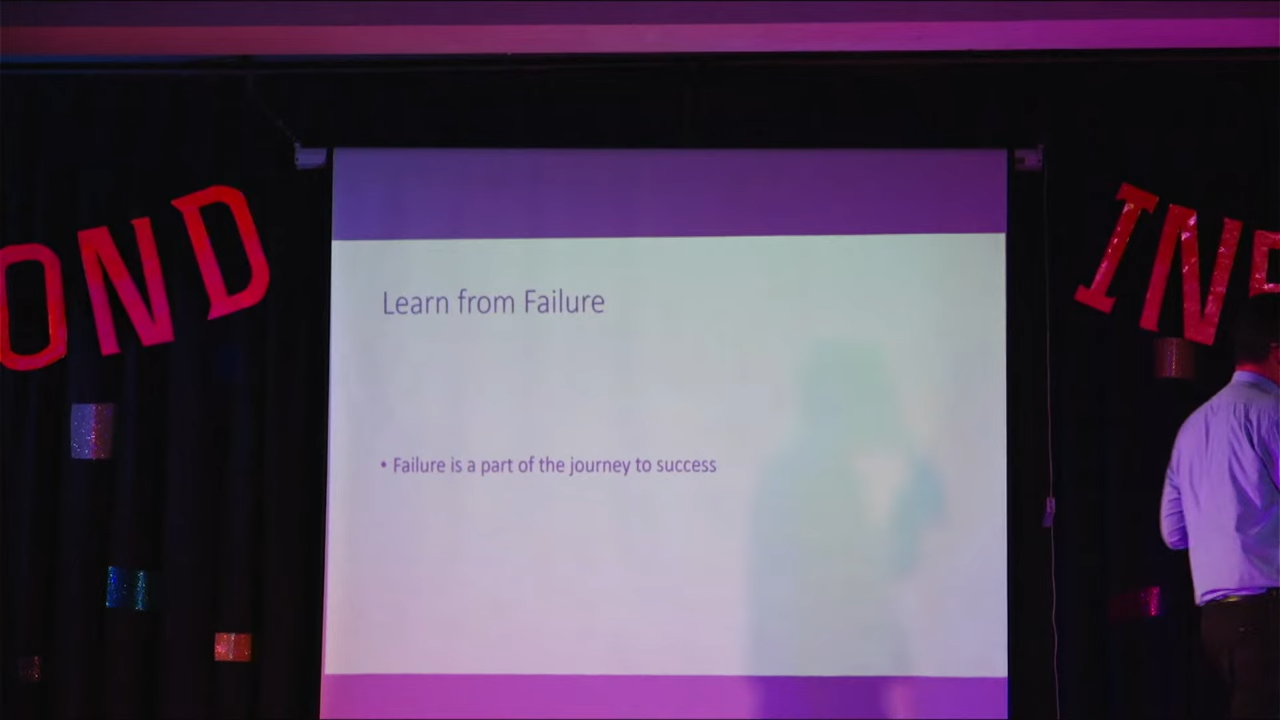 OND
IN
Learn from Failure
• Failure is a part of the journey to success